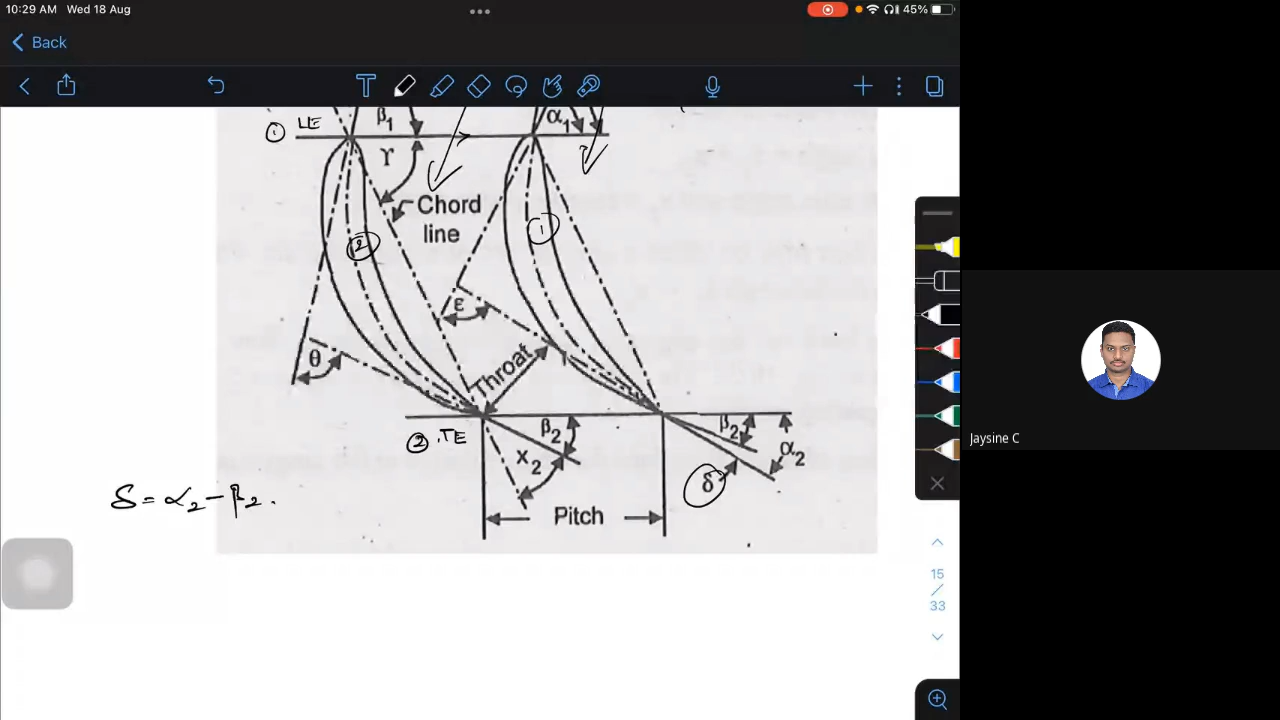 10:29 AM Wed 18 Aug
45%
Back
T
① LE
β₁
α₁
ϒ
Chord
line
②
①
ε
θ
Throat
② .TE
β₂
β₂
α₂
x₂
δ
δ = α₂ - β₂.
Pitch
15
/
33
Jaysine C